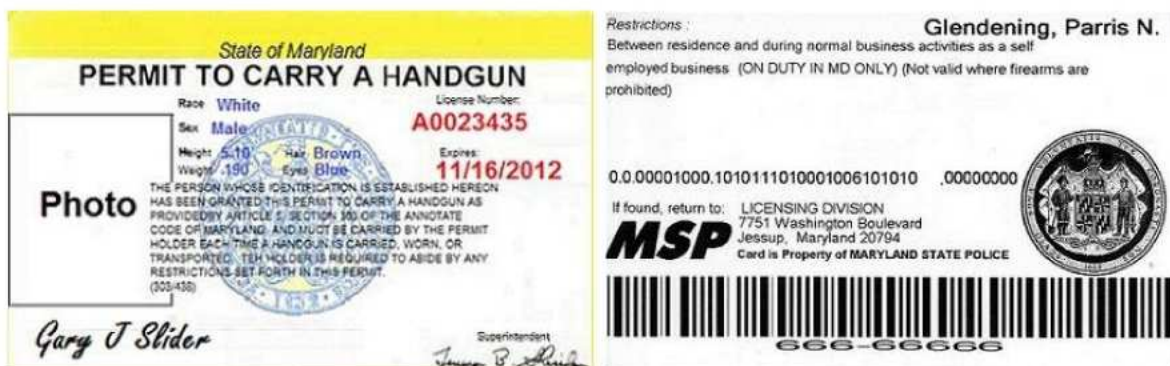 State of Maryland
PERMIT TO CARRY A HANDGUN
Race White
License Number:
A0023435
Sex Male
Height 5.10 Hair Brown
Expires:
Weight .190 Eyes Blue
11/16/2012
Photo
THE PERSON WHOSE IDENTIFICATION IS ESTABLISHED HEREON
HAS BEEN GRANTED THIS PERMIT TO CARRY A HANDGUN AS
PROVIDEDBY ARTICLE SECTION OF THE ANNOTATE
CODE OF MARYLAND AND MUST BE CARRIED BY THE PERMIT
HOLDER EACH TIME A HANDGUN IS CARRIED, WORN, OR
TRANSPORTED. TEH HOLDER IS REQUIRED TO ABIDE BY ANY
RESTRICTIONS SET FORTH IN THIS PERMIT.
(303/438)
1632
Gary J Slider
Superintendent
Restrictions :
Glendening, Parris N.
Between residence and during normal business activities as a self
employed business (ON DUTY IN MD ONLY) (Not valid where firearms are
prohibited)
0.0.00001000.10101110100010061010 .00000000
If found, return to: LICENSING DIVISION
7751 Washington Boulevard
Jessup, Maryland 20794
MSP
Card is Property of MARYLAND STATE POLICE
666-66666